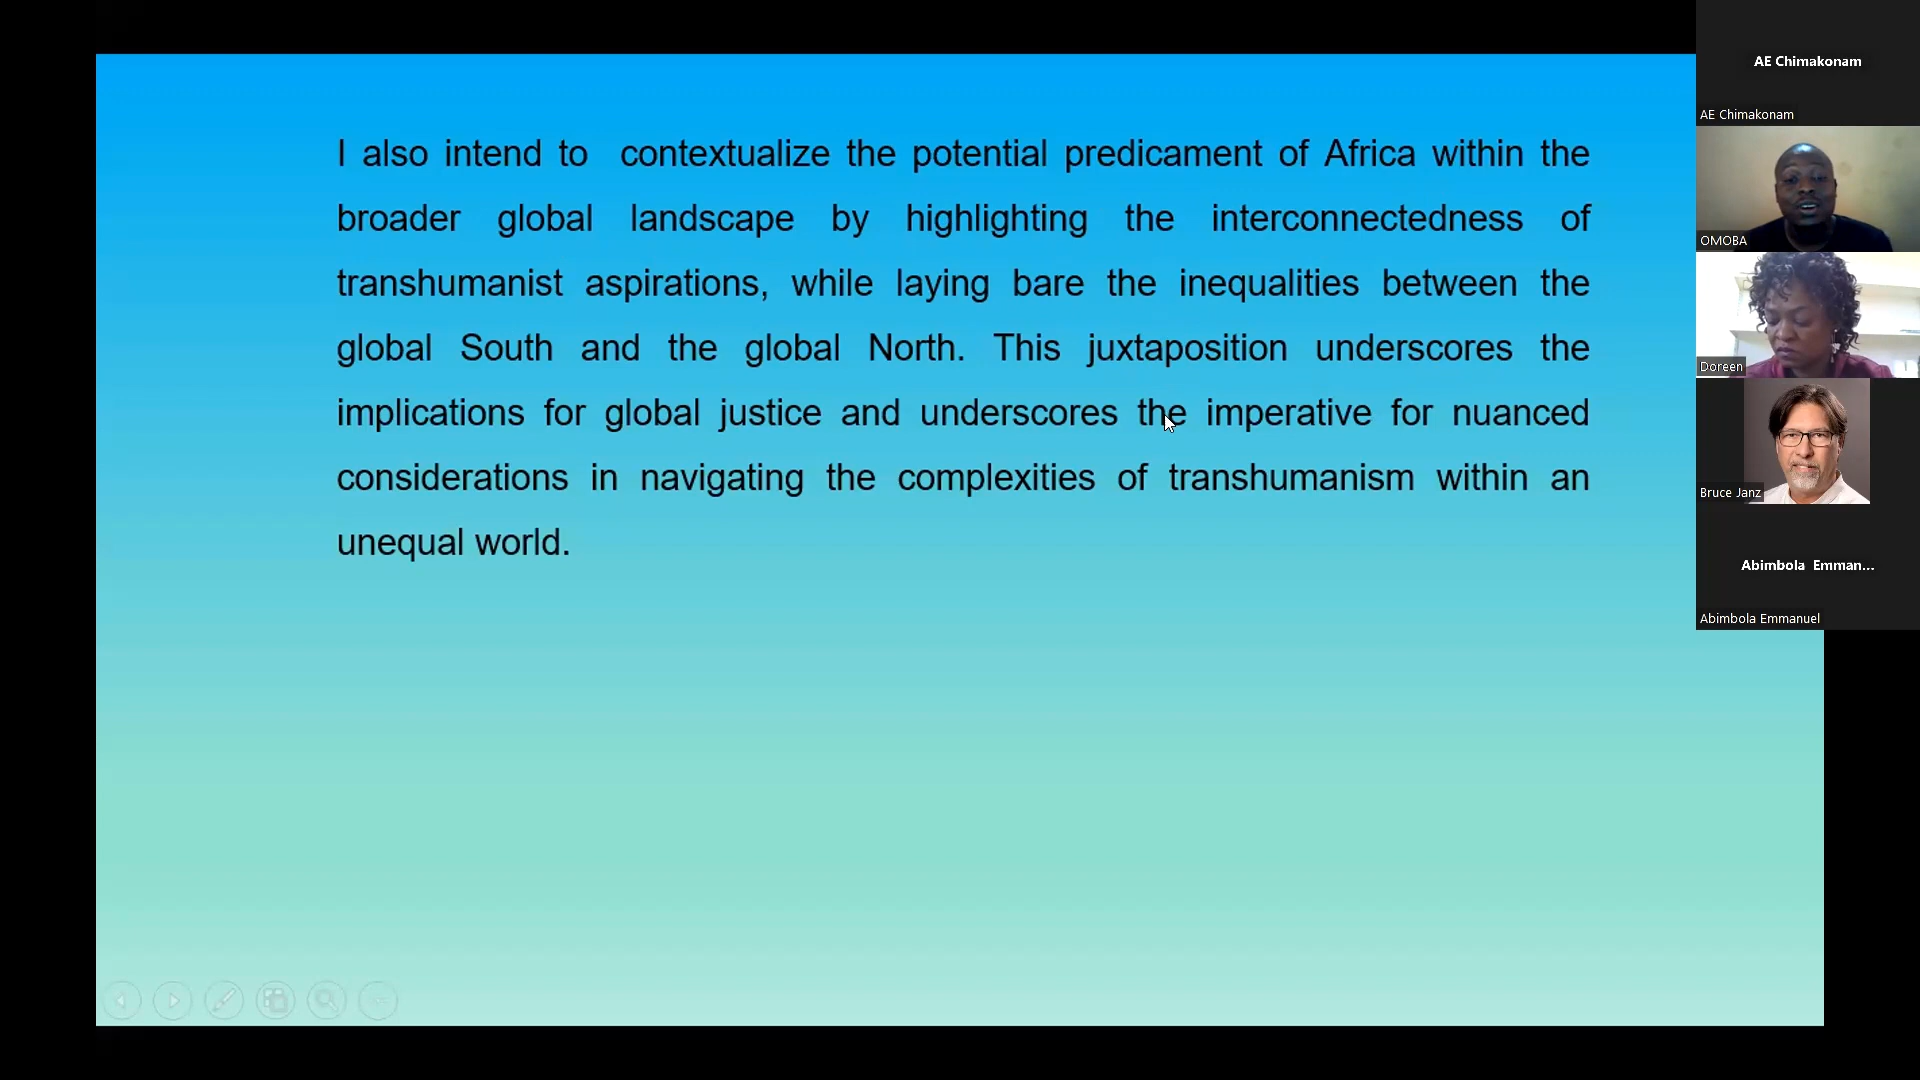 I also intend to contextualize the potential predicament of Africa within the
broader global landscape by highlighting the interconnectedness of
transhumanist aspirations, while laying bare the inequalities between the
global South and the global North. This juxtaposition underscores the
implications for global justice and underscores the imperative for nuanced
considerations in navigating the complexities of transhumanism within an
unequal world.
AE Chimakonam
AE Chimakonam
OMOBA
Doreen
Bruce Janz
Abimbola Emman...
Abimbola Emmanuel